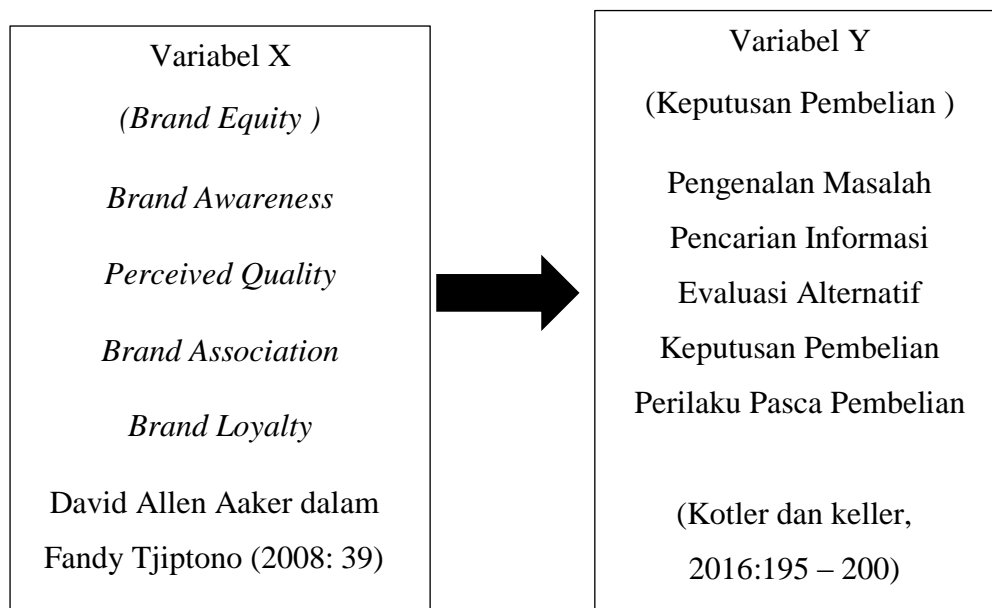 Variabel X
(Brand Equity )
Brand Awareness
Perceived Quality
Brand Association
Brand Loyalty
David Allen Aaker dalam
Fandy Tjiptono (2008: 39)
Variabel Y
(Keputusan Pembelian )
Pengenalan Masalah
Pencarian Informasi
Evaluasi Alternatif
Keputusan Pembelian
Perilaku Pasca Pembelian
(Kotler dan keller,
2016:195 – 200)